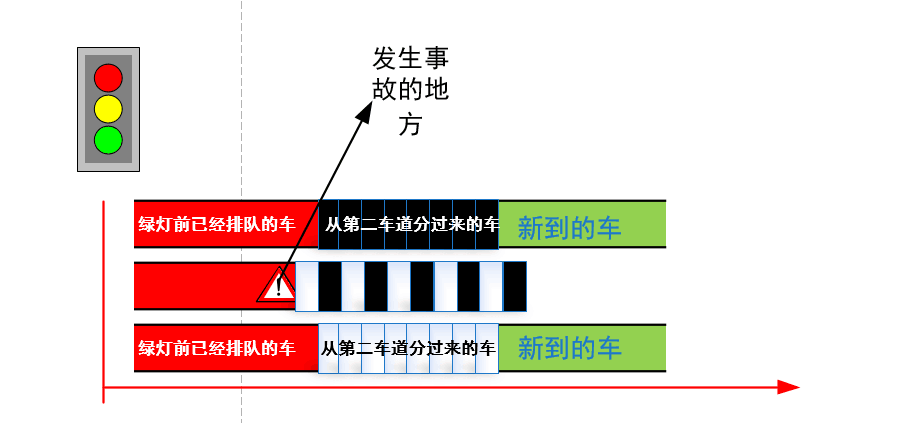 发生事
故的地
方
绿灯前已经排队的车
从第二车道分过来的车
新到的车
!
绿灯前已经排队的车
从第二车道分过来的车
新到的车